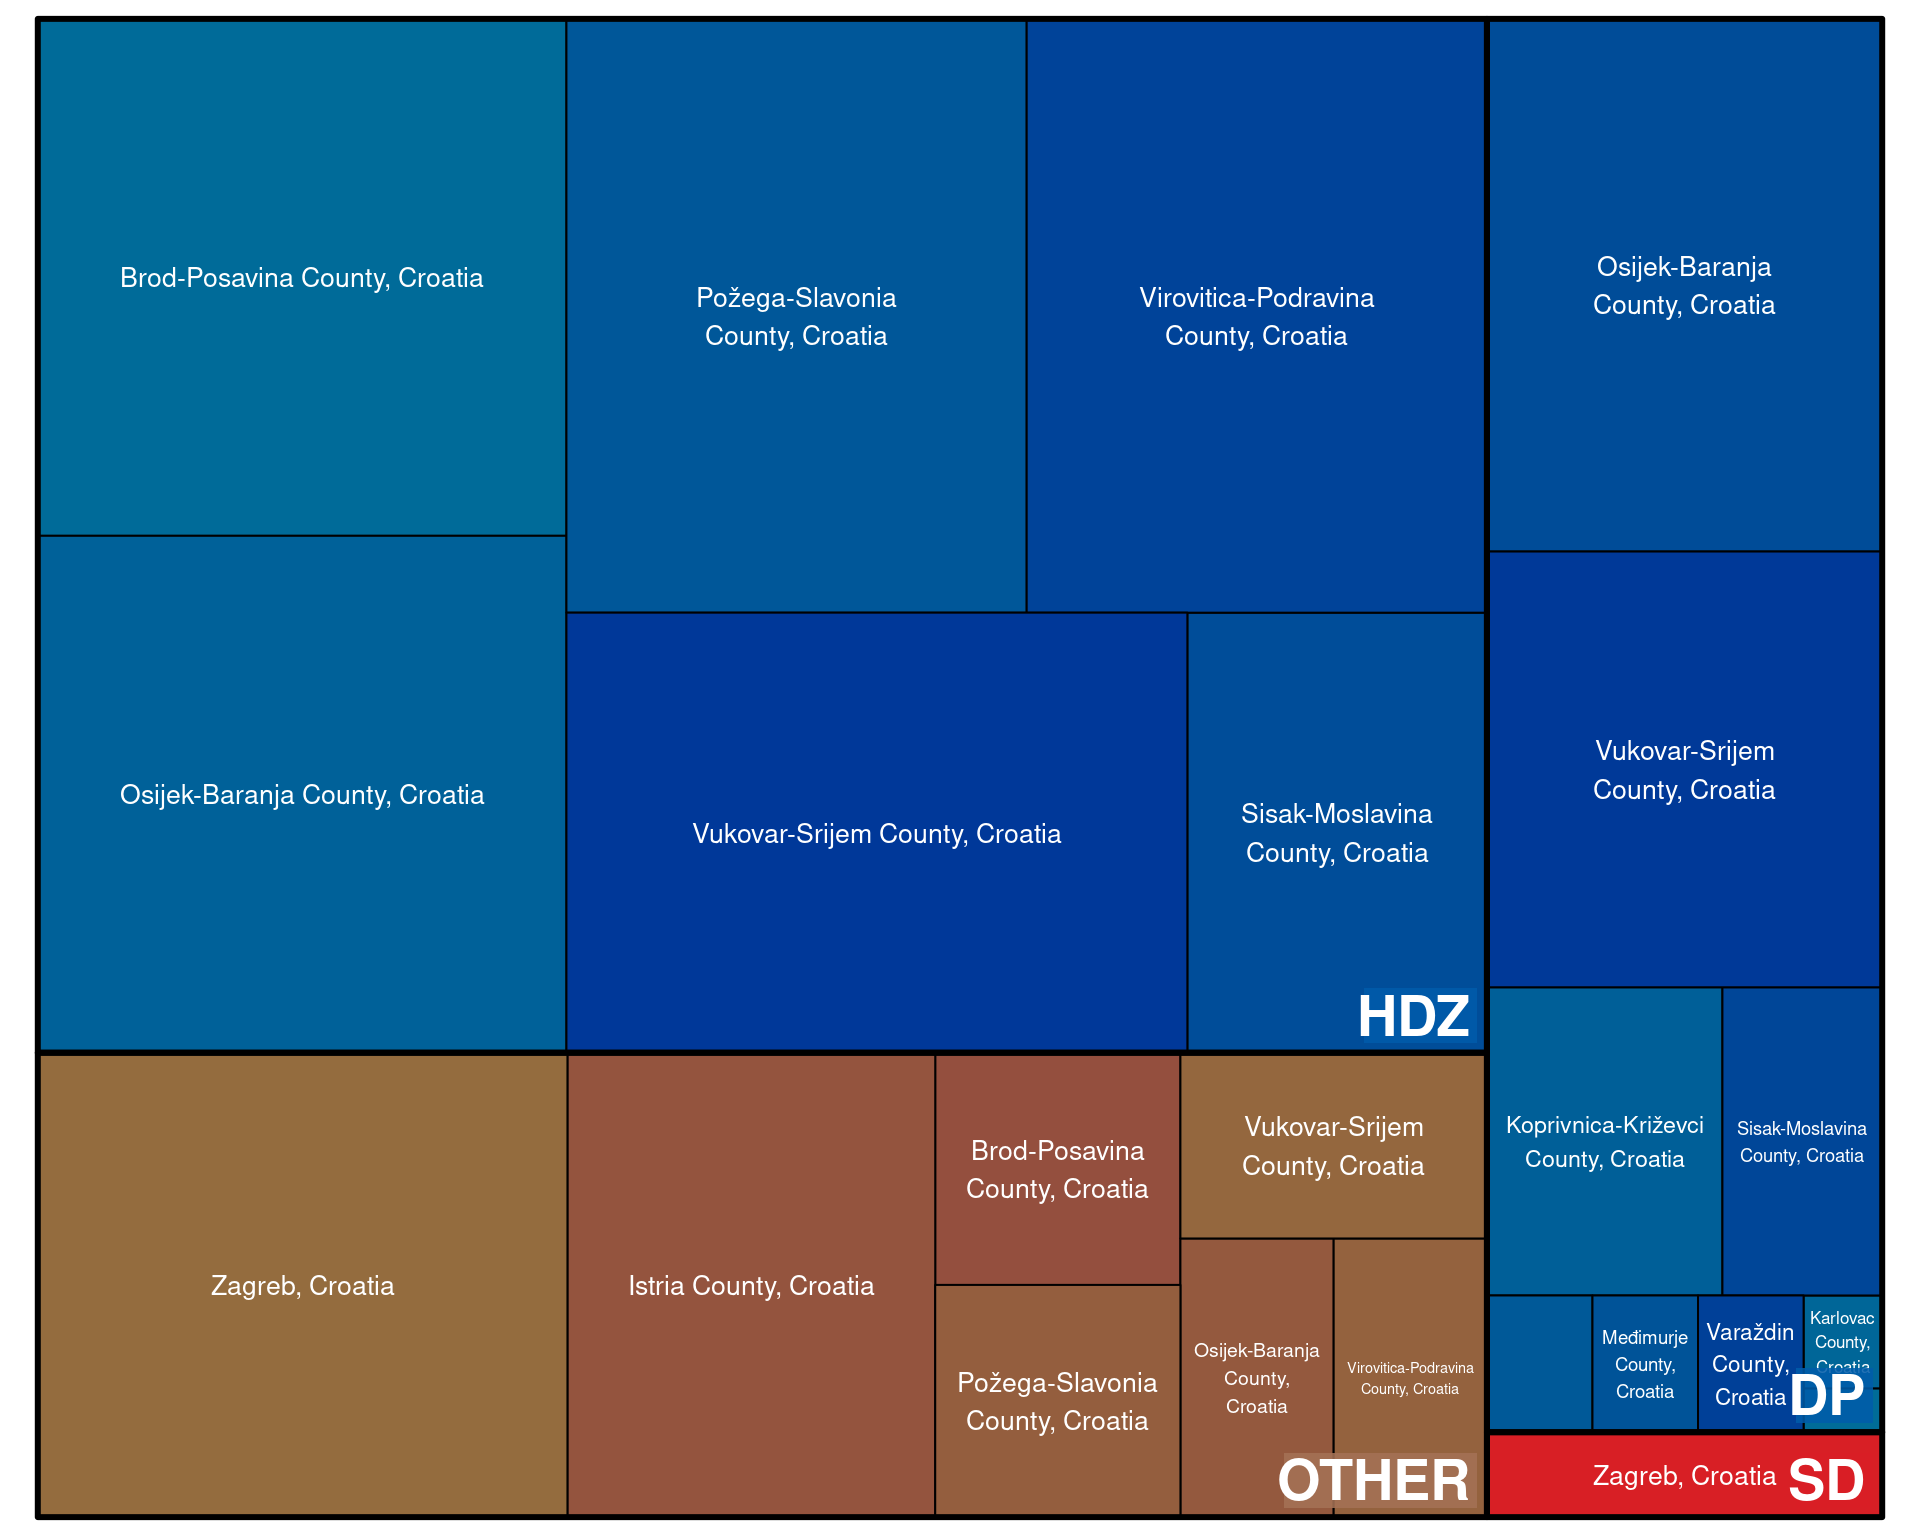 Brod-Posavina County, Croatia
Požega-Slavonia
County, Croatia
Virovitica-Podravina
County, Croatia
Osijek-Baranja
County, Croatia
Osijek-Baranja County, Croatia
Vukovar-Srijem County, Croatia
Sisak-Moslavina
County, Croatia
HDZ
Vukovar-Srijem
County, Croatia
Koprivnica-Križevci
County, Croatia
Sisak-Moslavina
County, Croatia
Međimurje
County,
Croatia
Varaždin
County,
Croatia
Karlovac
County,
Croatia
DP
Zagreb, Croatia
Istria County, Croatia
Brod-Posavina
County, Croatia
Požega-Slavonia
County, Croatia
Vukovar-Srijem
County, Croatia
Osijek-Baranja
County,
Croatia
Virovitica-Podravina
County, Croatia
OTHER
Zagreb, Croatia
SD